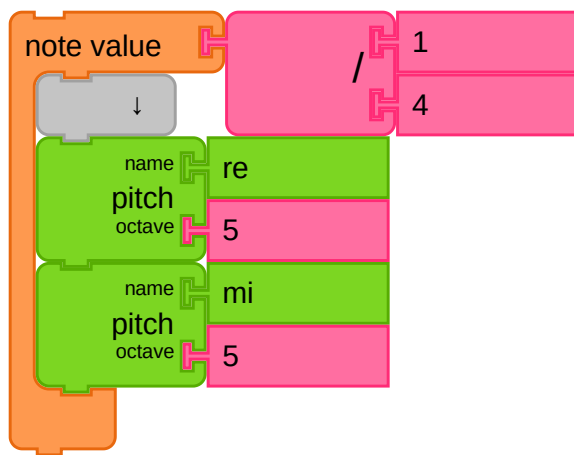 note value / 1
4
↓
name re
pitch
octave 5
name mi
pitch
octave 5